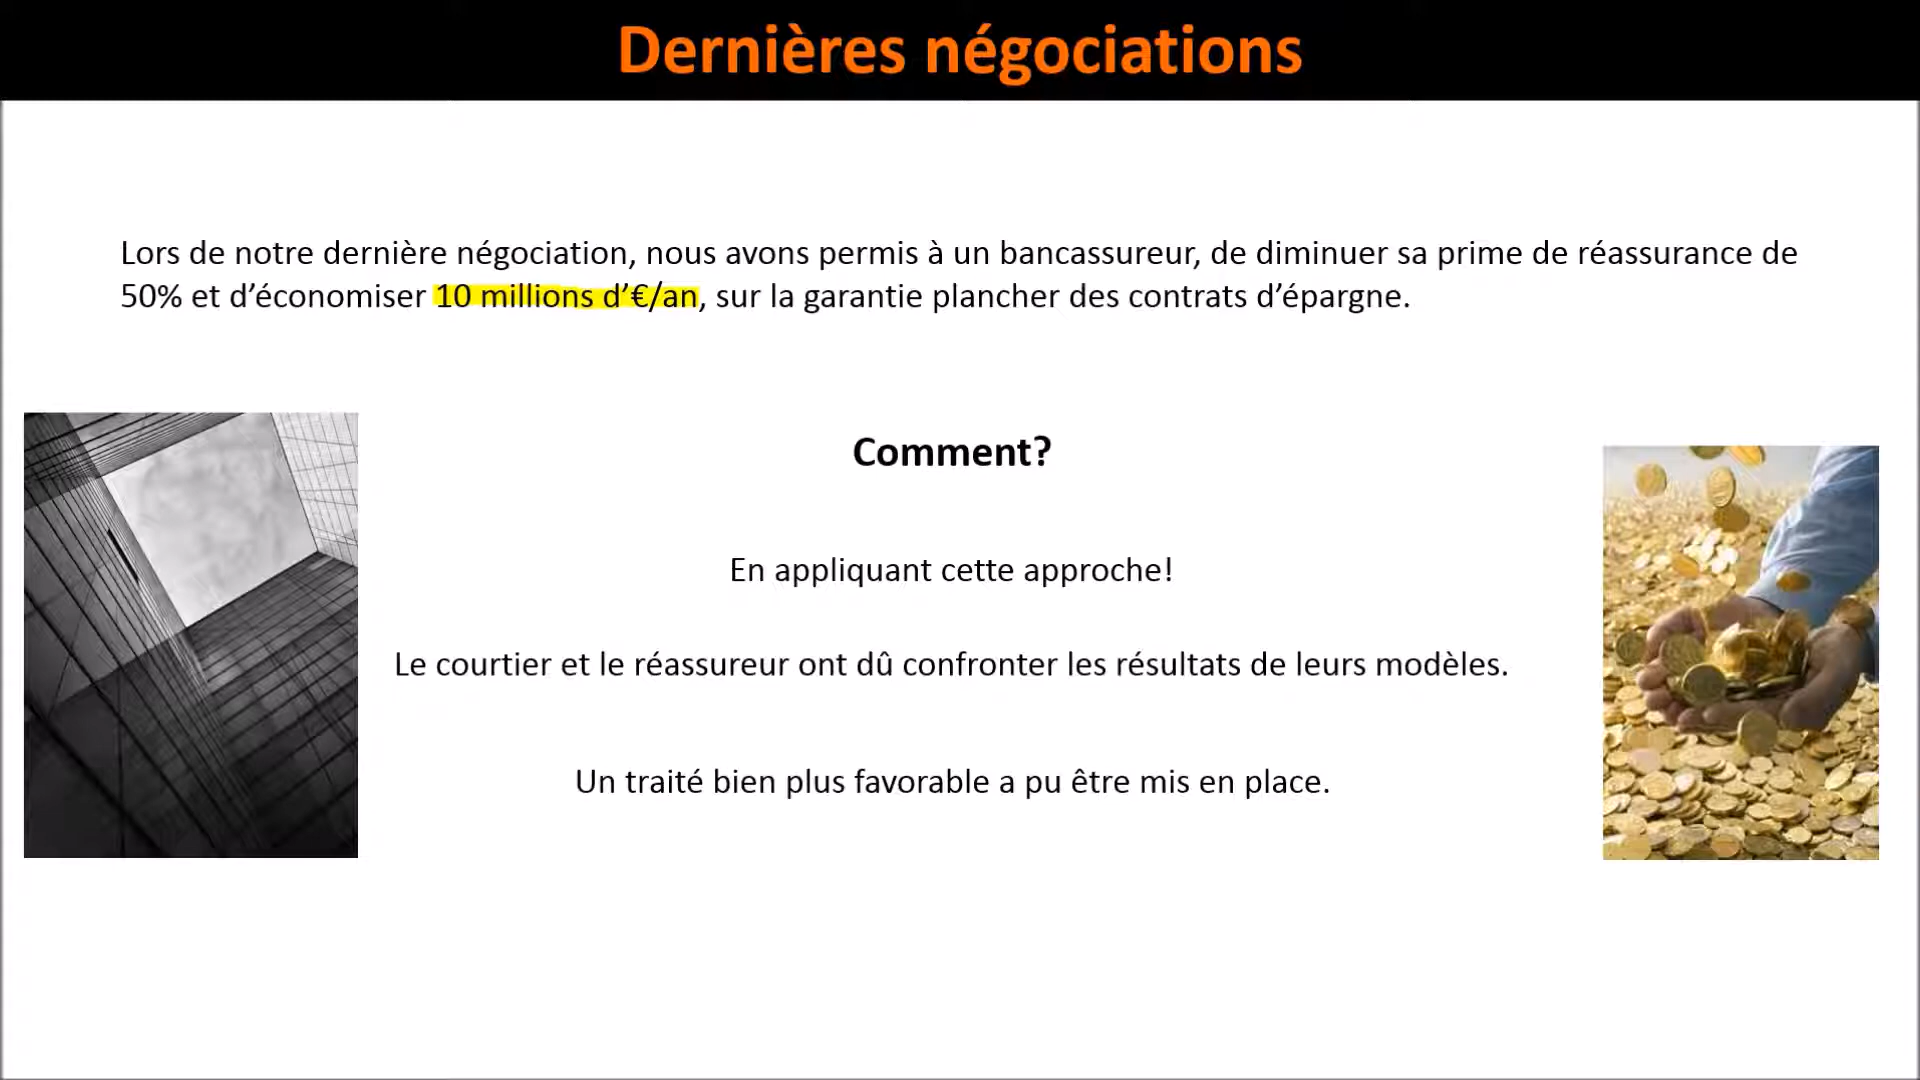 Dernières négociations
Lors de notre dernière négociation, nous avons permis à un bancassureur, de diminuer sa prime de réassurance de
50% et d’économiser 10 millions d’€/an, sur la garantie plancher des contrats d’épargne.
Comment?
En appliquant cette approche!
Le courtier et le réassureur ont dû confronter les résultats de leurs modèles.
Un traité bien plus favorable a pu être mis en place.